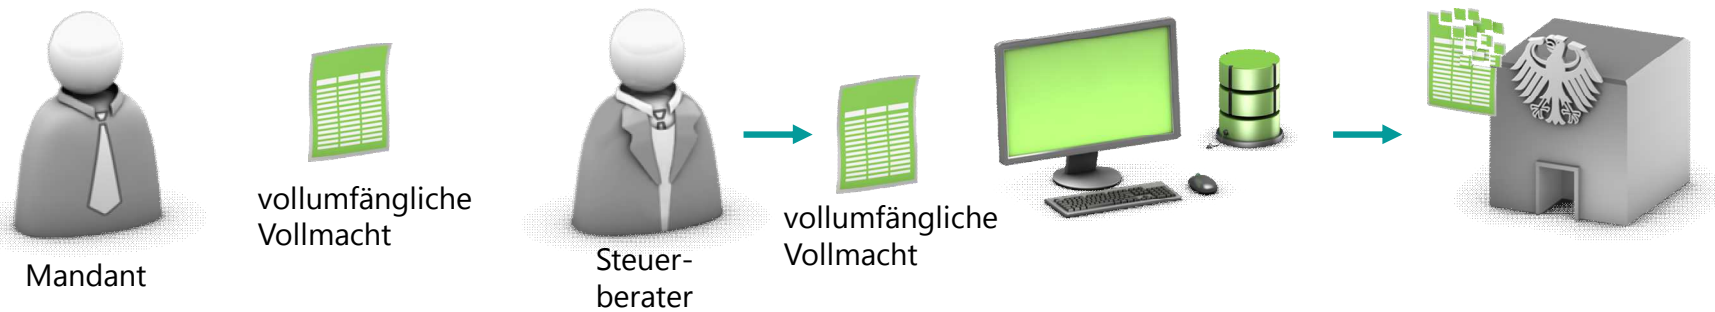 vollumfängliche
Vollmacht
Mandant
vollumfängliche
Vollmacht
Steuer-
berater